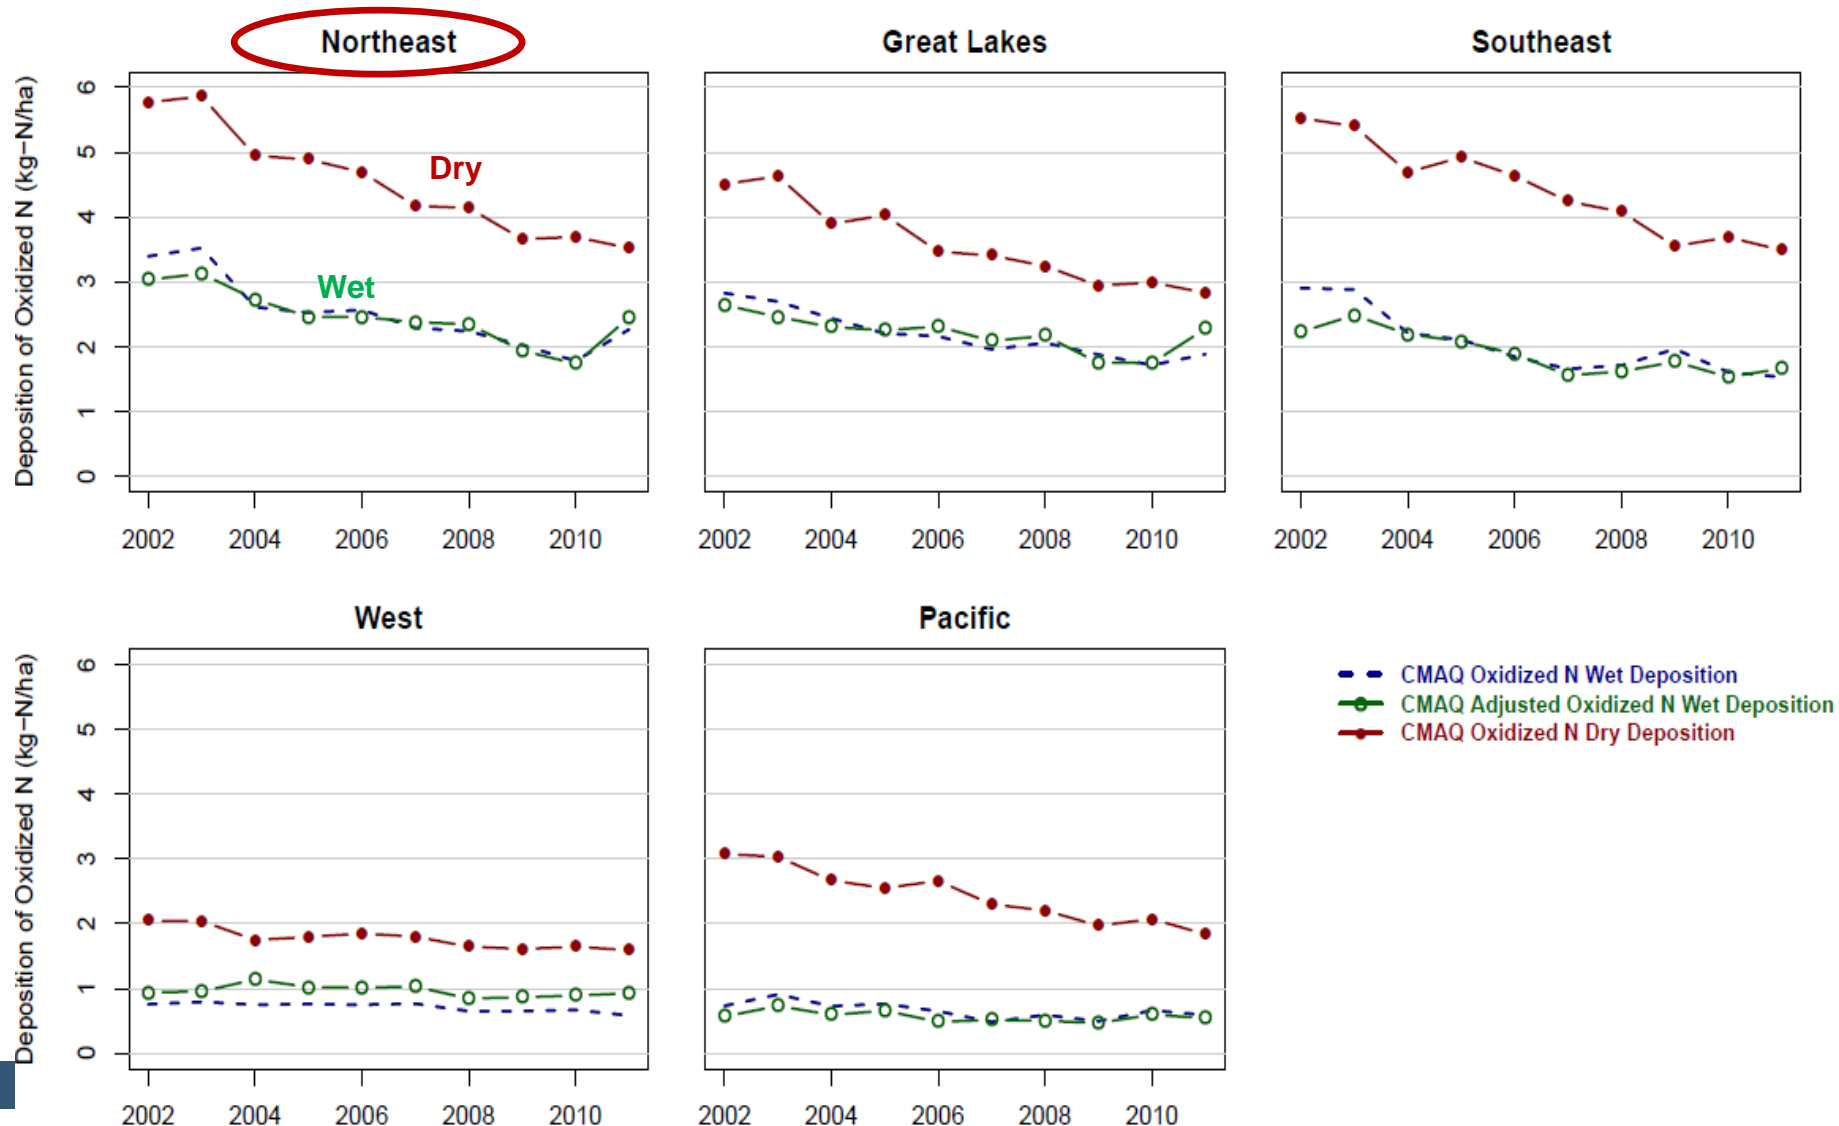 Northeast
Great Lakes
Southeast
Deposition of Oxidized N (kg−N/ha)
6
5
4
3
2
1
0
Dry
Wet
2002 2004 2006 2008 2010
2002 2004 2006 2008 2010
2002 2004 2006 2008 2010
West
Pacific
Deposition of Oxidized N (kg−N/ha)
6
5
4
3
2
1
0
2002 2004 2006 2008 2010
2002 2004 2006 2008 2010
CMAQ Oxidized N Wet Deposition
CMAQ Adjusted Oxidized N Wet Deposition
CMAQ Oxidized N Dry Deposition